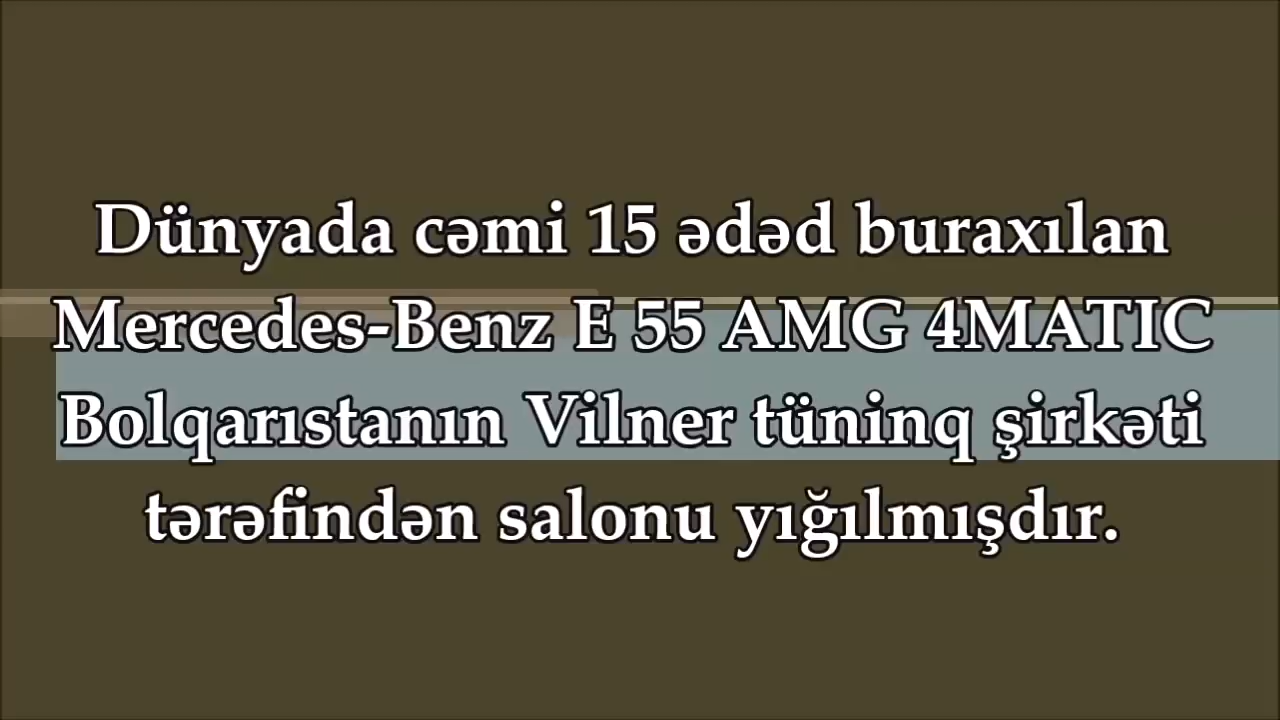 Dünyada cəmi 15 ədəd buraxılan
Mercedes-Benz E 55 AMG 4MATIC
Bolqarıstanın Vilner tüninq şirkəti
tərəfindən salonu yığılmışdır.